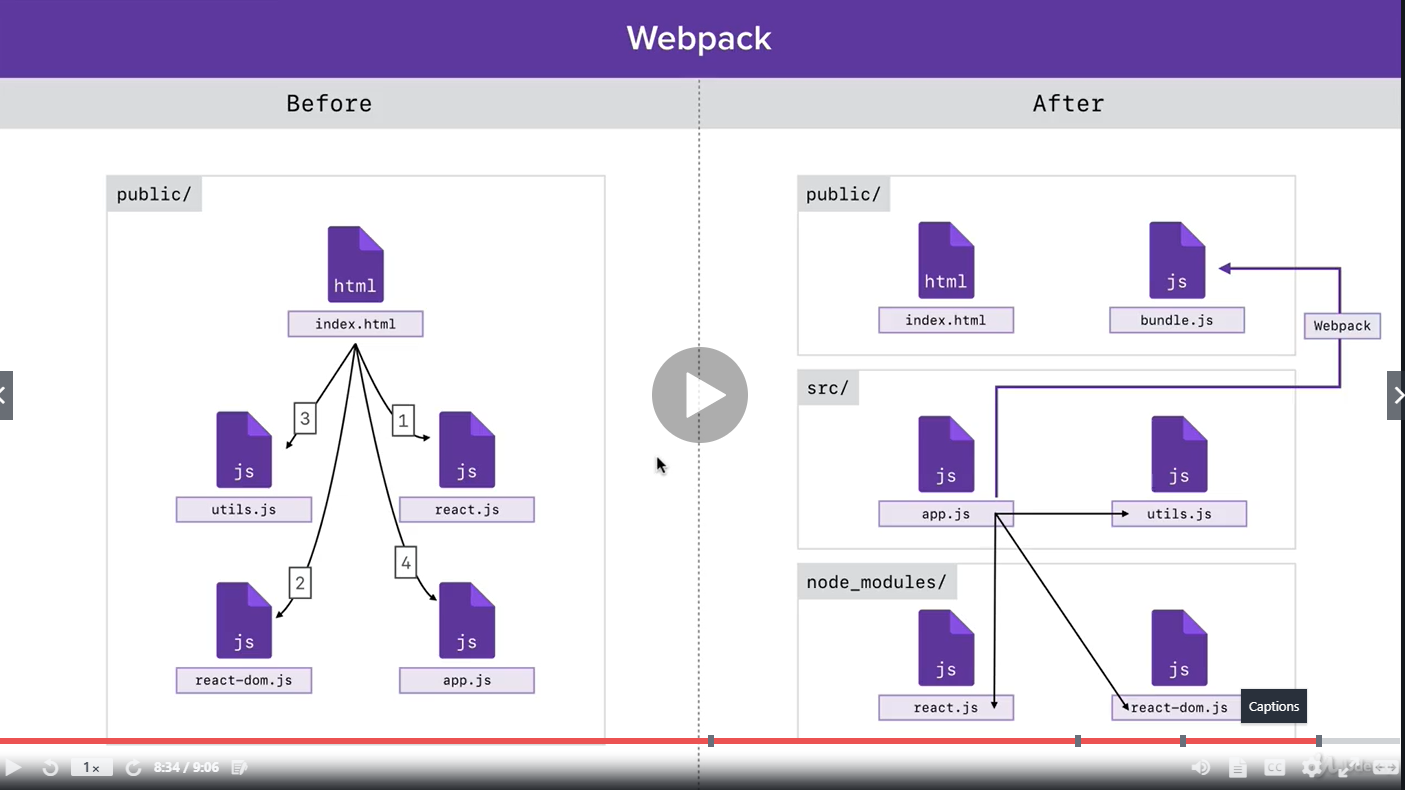 Webpack
Before
After
public/
html
index.html
3
1
js
utils.js
js
react.js
2
4
js
react-dom.js
js
app.js
public/
html
index.html
js
bundle.js
Webpack
src/
js
app.js
js
utils.js
node_modules/
js
react.js
js
react-dom.js
Captions
1×
8:34 / 9:06
CC